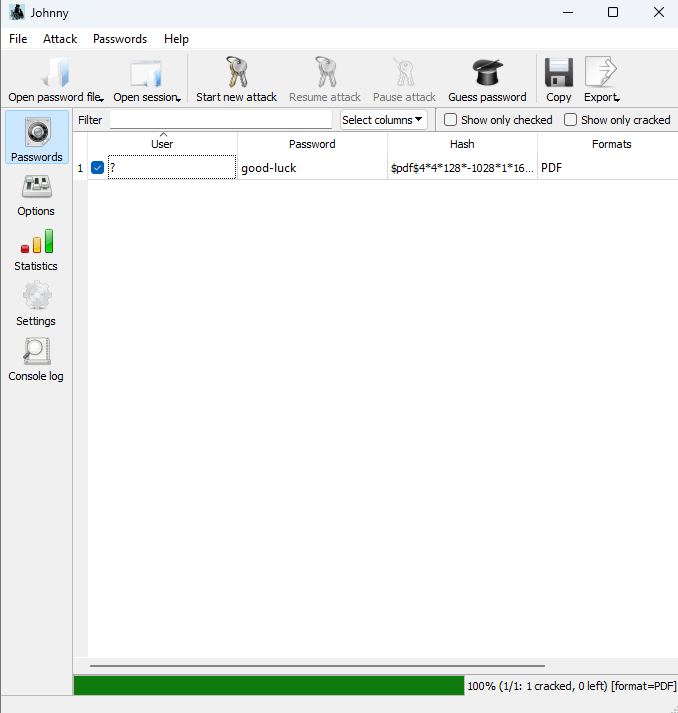 Johnny
File Attack Passwords Help
Open password file Open session Start new attack Resume attack Pause attack Guess password Copy Export
Filter Select columns Show only checked Show only cracked
Passwords
Options
Statistics
Settings
Console log
User Password Hash Formats
1 ? good-luck $pdf$4*4*128*-1028*1*16... PDF
100% (1/1: 1 cracked, 0 left) [format=PDF]